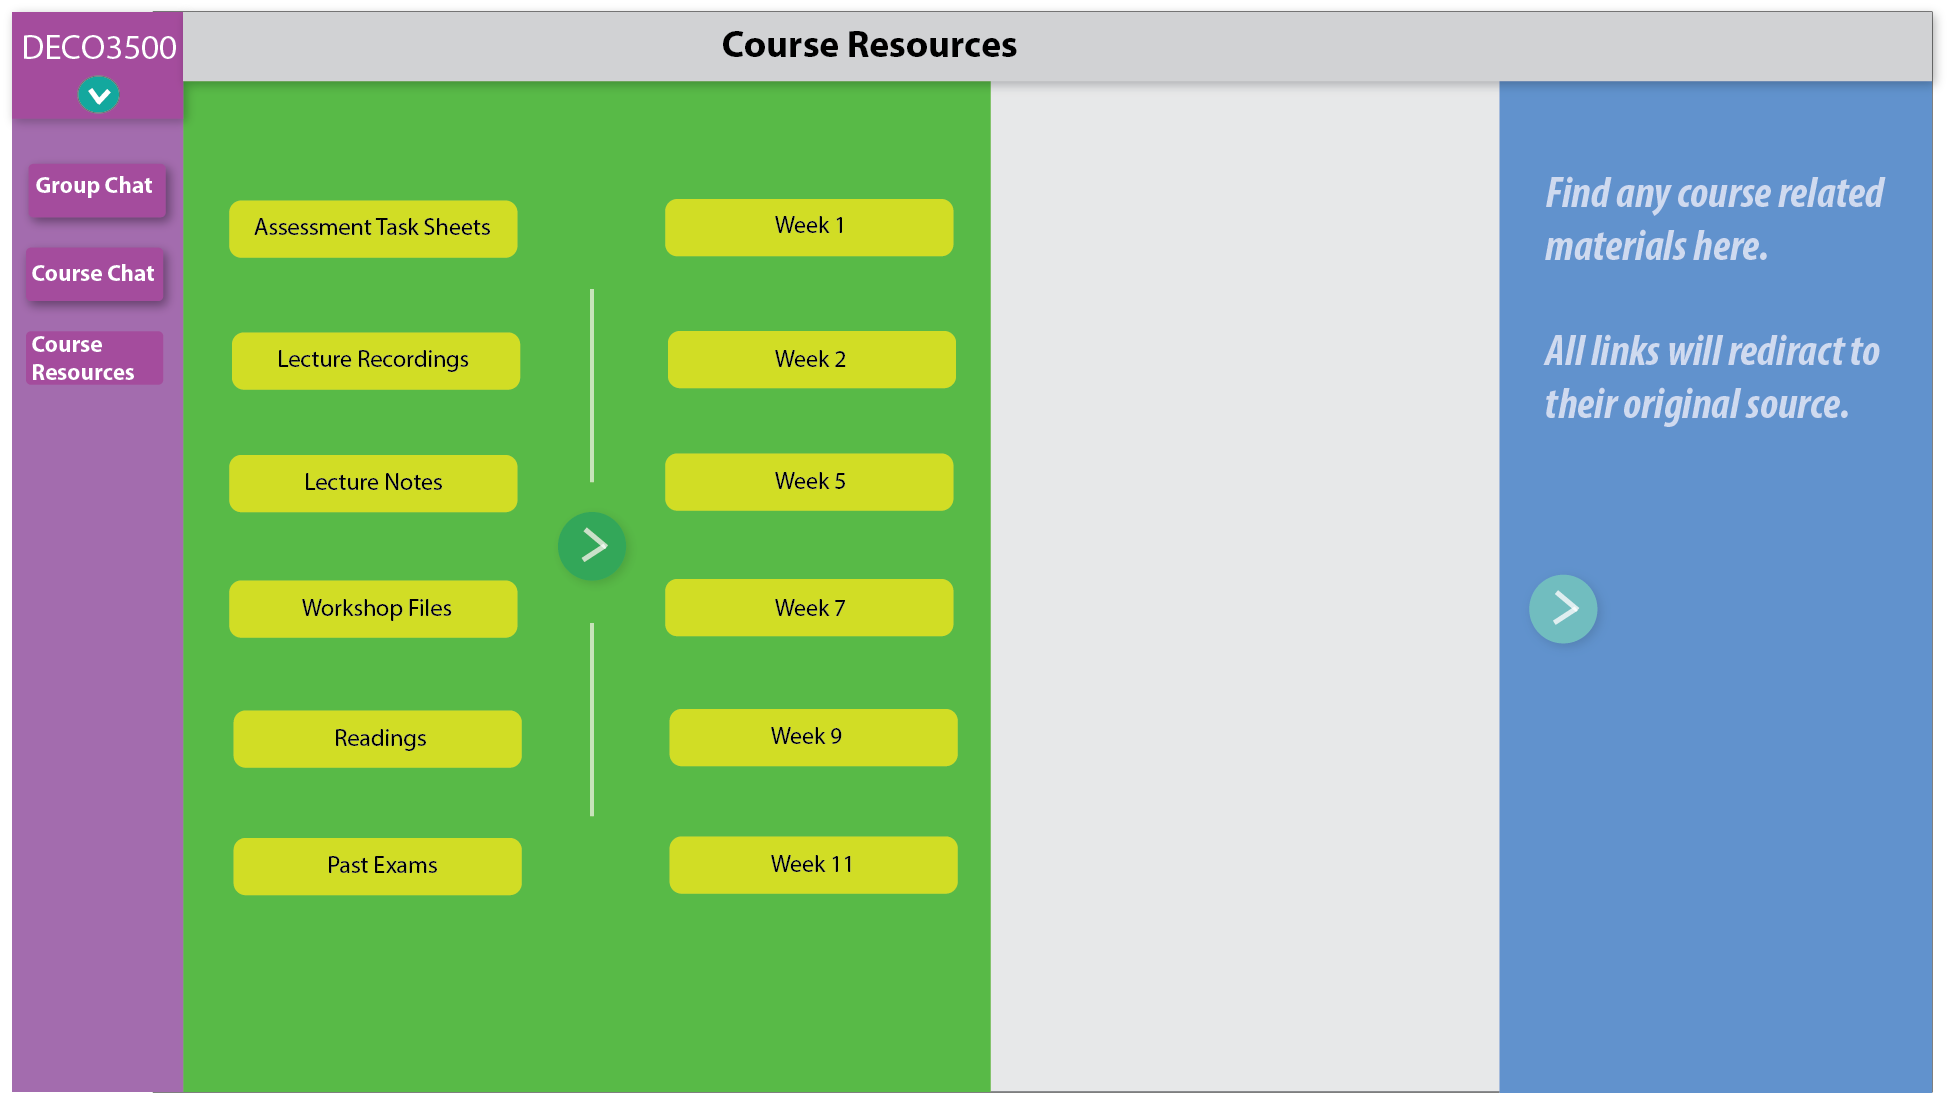 DECO3500
Course Resources
Group Chat
Course Chat
Course
Resources
Assessment Task Sheets
Lecture Recordings
Lecture Notes
Workshop Files
Readings
Past Exams
Week 1
Week 2
Week 5
Week 7
Week 9
Week 11
Find any course related
materials here.
All links will rediract to
their original source.